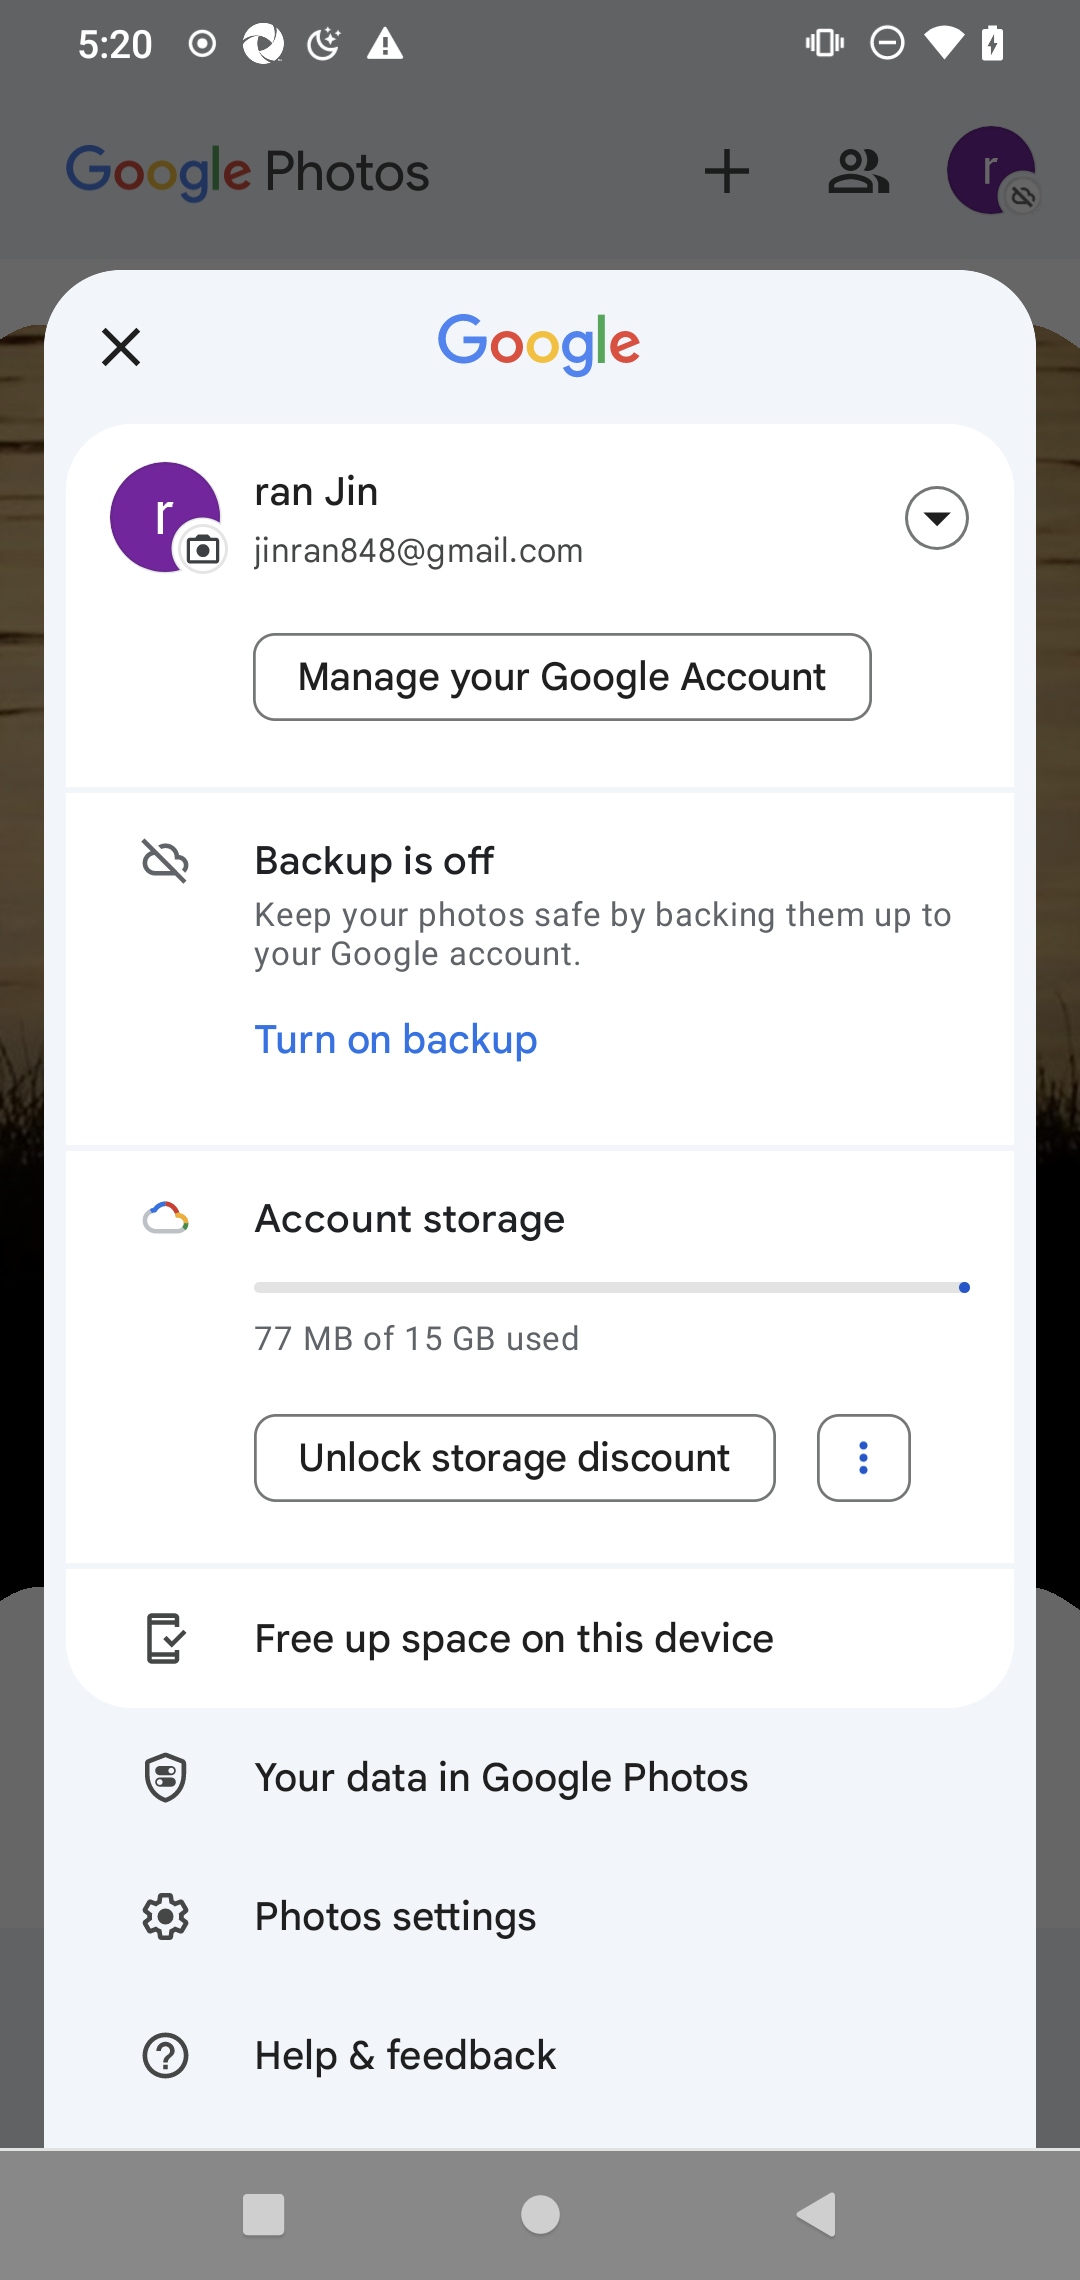 5:20
Google Photos
r
Google
r
ran Jin
jinran848@gmail.com
Manage your Google Account
Backup is off
Keep your photos safe by backing them up to
your Google account.
Turn on backup
Account storage
77 MB of 15 GB used
Unlock storage discount
Free up space on this device
Your data in Google Photos
Photos settings
Help & feedback